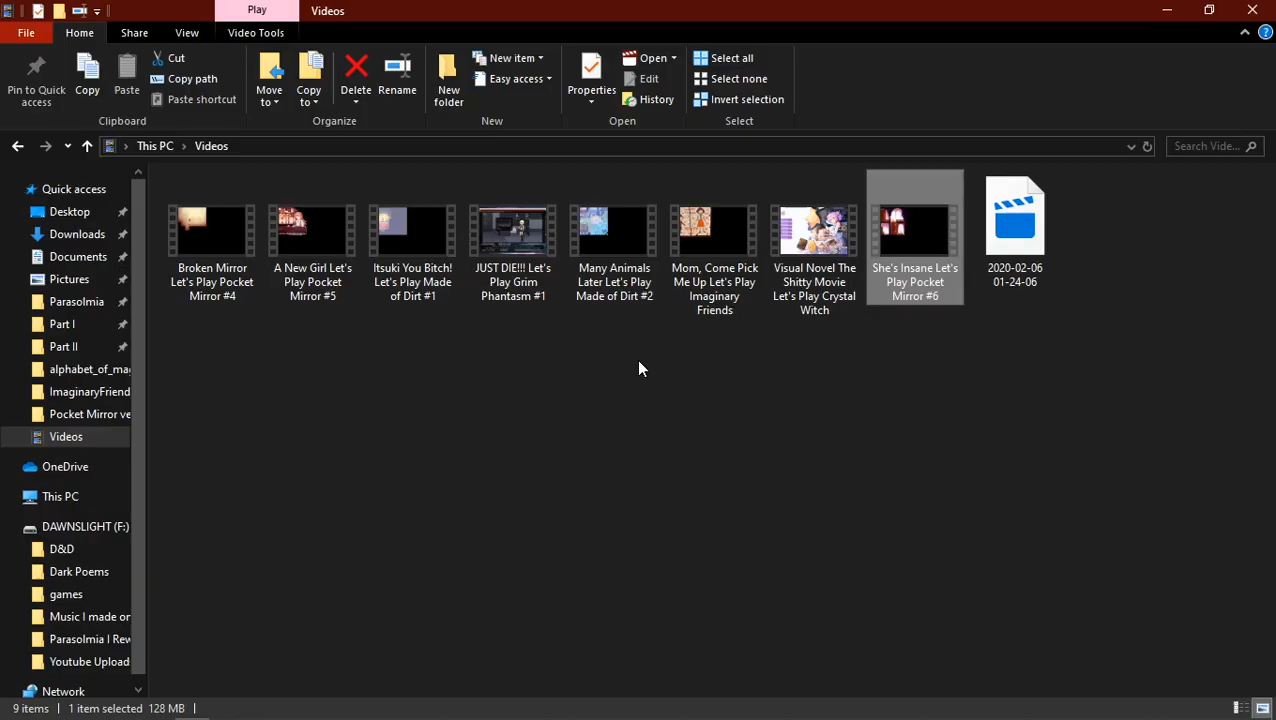 Play
Videos
File
Home
Share
View
Video Tools
Pin to Quick
access
Copy
Paste
Cut
Copy path
Paste shortcut
Clipboard
Move
to
Copy
to
Delete
Rename
Organize
New
folder
New item
Easy access
New
Properties
Open
Edit
History
Open
Select all
Select none
Invert selection
Select
This PC
Videos
Search Vide...
Quick access
Desktop
Downloads
Documents
Pictures
Parasolmia
Part I
Part II
alphabet_of_ma
ImaginaryFriend
Pocket Mirror ve
Videos
OneDrive
This PC
DAWNSLIGHT (F:)
D&D
Dark Poems
games
Music I made on
Parasolmia I Rew
Youtube Upload
Network
Broken Mirror
Let's Play Pocket
Mirror #4
A New Girl Let's
Play Pocket
Mirror #5
Itsuki You Bitch!
Let's Play Made
of Dirt #1
JUST DIE!!! Let's
Play Grim
Phantasm #1
Many Animals
Later Let's Play
Made of Dirt #2
Mom, Come Pick
Me Up Let's Play
Imaginary
Friends
Visual Novel The
Shitty Movie
Let's Play Crystal
Witch
She's Insane Let's
Play Pocket
Mirror #6
2020-02-06
01-24-06
9 items
1 item selected 128 MB